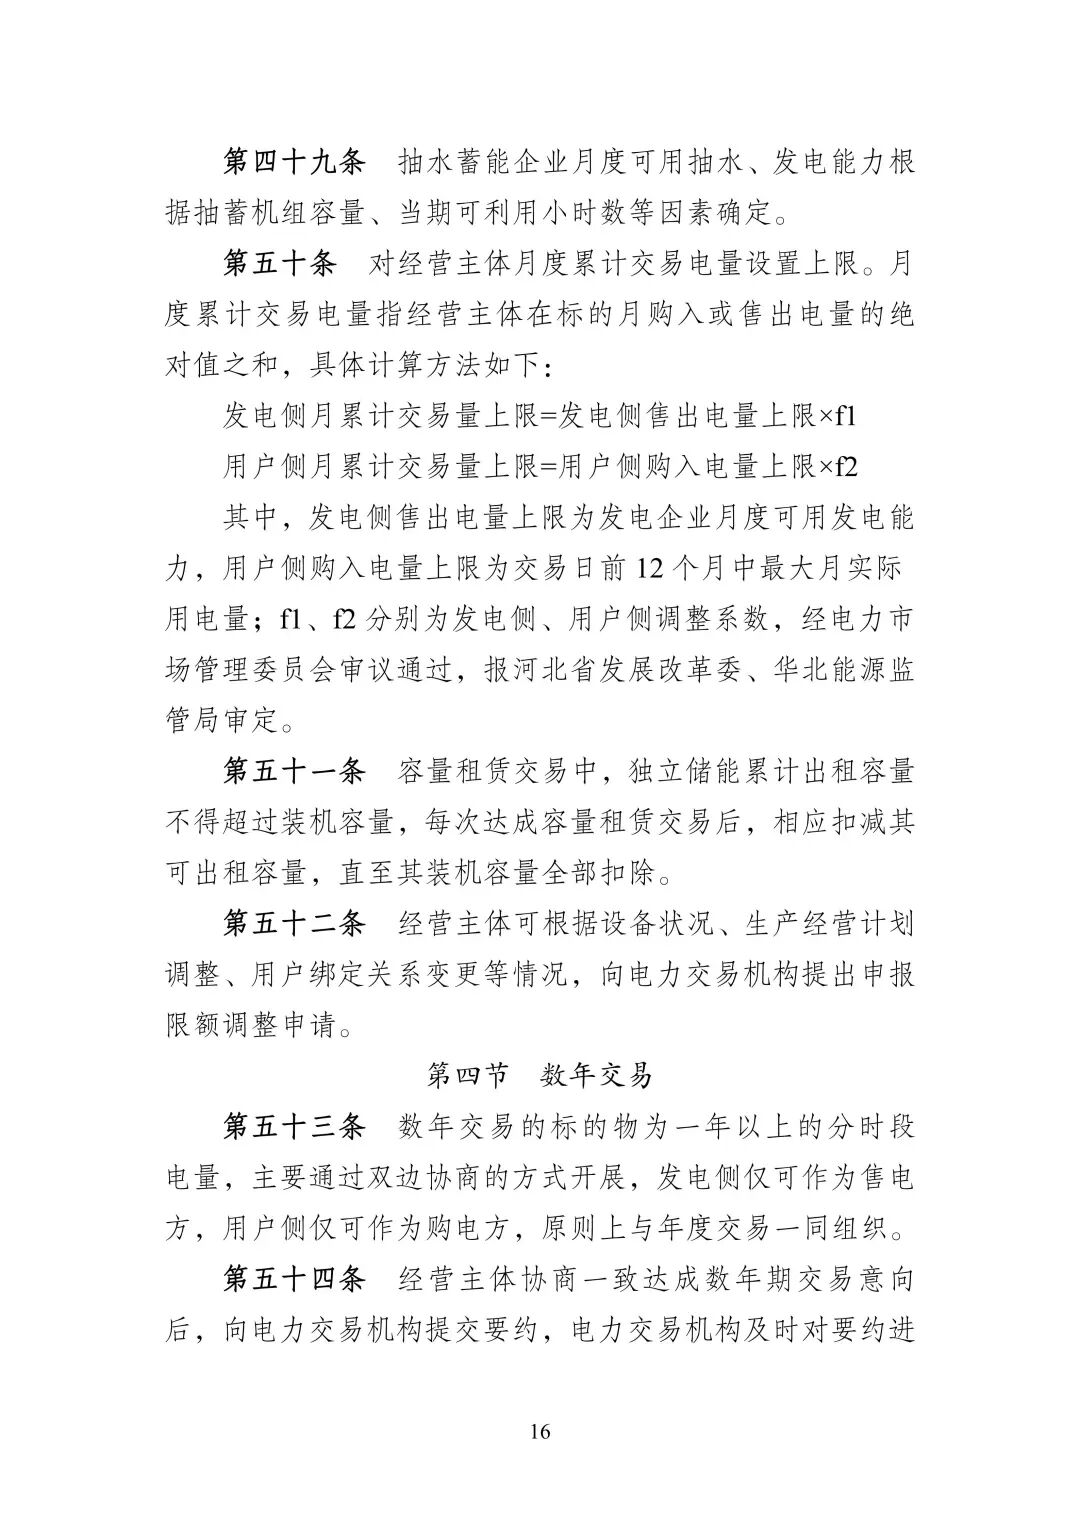 第四十九条 抽水蓄能企业月度可用抽水、发电能力根
据抽蓄机组容量、当期可利用小时数等因素确定。
第五十条 对经营主体月度累计交易电量设置上限。月
度累计交易电量指经营主体在标的月购入或售出电量的绝
对值之和，具体计算方法如下：
发电侧月累计交易量上限=发电侧售出电量上限×f1
用户侧月累计交易量上限=用户侧购入电量上限×f2
其中，发电侧售出电量上限为发电企业月度可用发电能
力，用户侧购入电量上限为交易日前 12 个月中最大月实际
用电量；f1、f2 分别为发电侧、用户侧调整系数，经电力市
场管理委员会审议通过，报河北省发展改革委、华北能源监
管局审定。
第五十一条 容量租赁交易中，独立储能累计出租容量
不得超过装机容量，每次达成容量租赁交易后，相应扣减其
可出租容量，直至其装机容量全部扣除。
第五十二条 经营主体可根据设备状况、生产经营计划
调整、用户绑定关系变更等情况，向电力交易机构提出申报
限额调整申请。
第四节 数年交易
第五十三条 数年交易的标的物为一年以上的分时段
电量，主要通过双边协商的方式开展，发电侧仅可作为售电
方，用户侧仅可作为购电方，原则上与年度交易一同组织。
第五十四条 经营主体协商一致达成数年期交易意向
后，向电力交易机构提交要约，电力交易机构及时对要约进
16